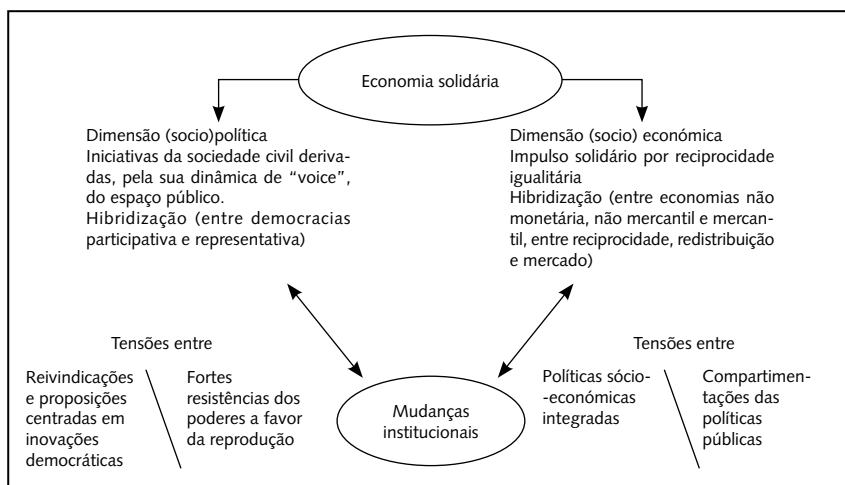 Economia solidária
Dimensão (socio)política
Iniciativas da sociedade civil deriva-
das, pela sua dinâmica de “voice”,
do espaço público.
Hibridização (entre democracias
participativa e representativa)
Dimensão (socio) económica
Impulso solidário por reciprocidade
igualitária
Hibridização (entre economias não
monetária, não mercantil e mercan-
til, entre reciprocidade, redistribuição
e mercado)
Tensões entre
Reivindicações
e proposições
centradas em
inovações
democráticas
Fortes
resistências dos
poderes a favor
da reprodução
Mudanças
institucionais
Tensões entre
Políticas sócio-
-económicas
integradas
Compartimen-
tações das
políticas
públicas